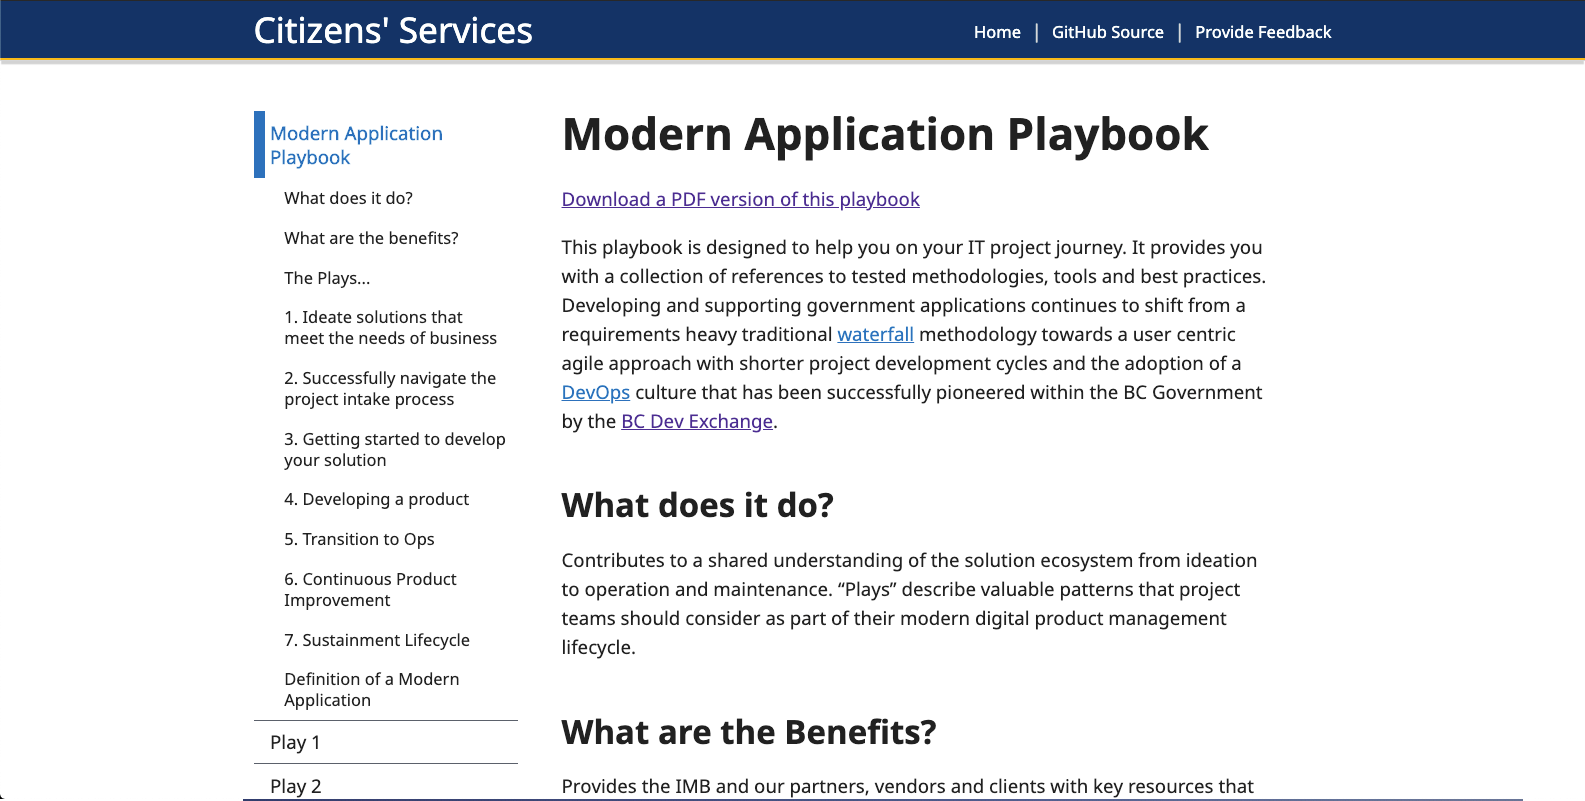 Citizens' Services
Home | GitHub Source | Provide Feedback
Modern Application
Playbook
What does it do?
What are the benefits?
The Plays...
1. Ideate solutions that
meet the needs of business
2. Successfully navigate the
project intake process
3. Getting started to develop
your solution
4. Developing a product
5. Transition to Ops
6. Continuous Product
Improvement
7. Sustainment Lifecycle
Definition of a Modern
Application
Play 1
Play 2
Modern Application Playbook
Download a PDF version of this playbook
This playbook is designed to help you on your IT project journey. It provides you
with a collection of references to tested methodologies, tools and best practices.
Developing and supporting government applications continues to shift from a
requirements heavy traditional waterfall methodology towards a user centric
agile approach with shorter project development cycles and the adoption of a
DevOps culture that has been successfully pioneered within the BC Government
by the BC Dev Exchange.
What does it do?
Contributes to a shared understanding of the solution ecosystem from ideation
to operation and maintenance. “Plays” describe valuable patterns that project
teams should consider as part of their modern digital product management
lifecycle.
What are the Benefits?
Provides the IMB and our partners, vendors and clients with key resources that